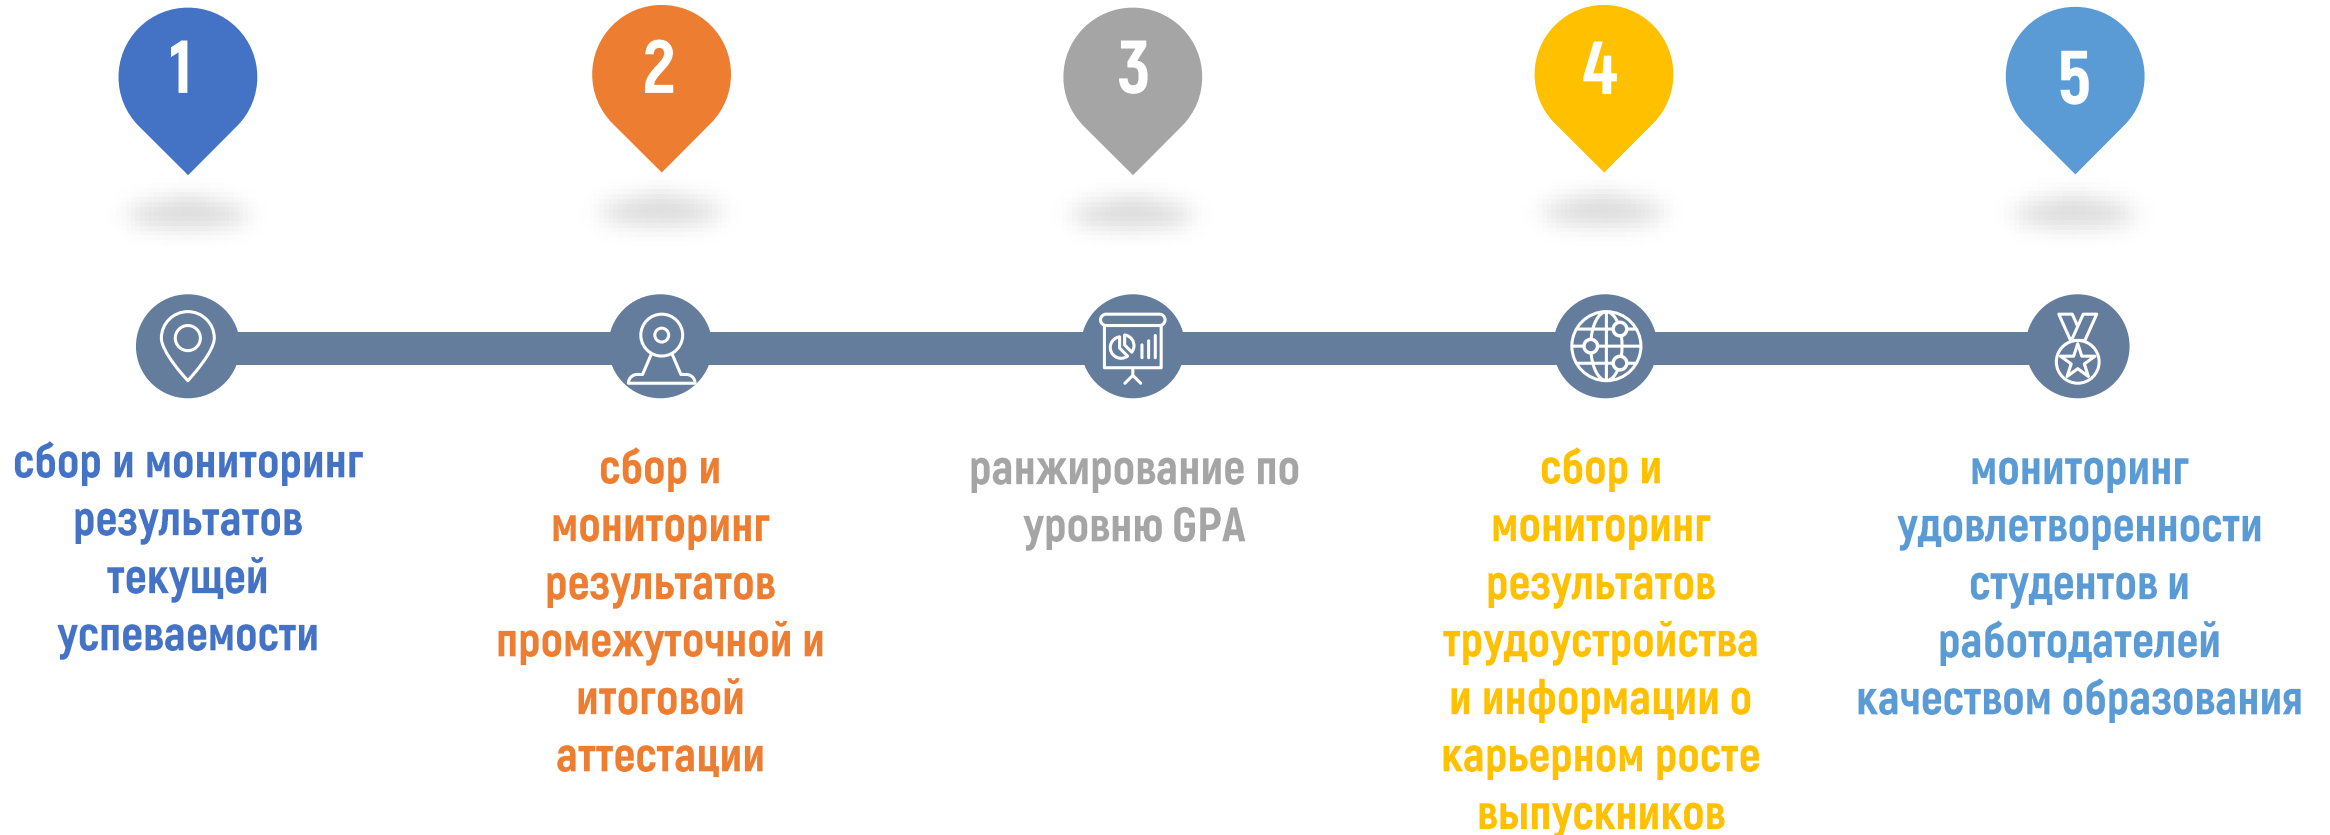 1
сбор и мониторинг
результатов
текущей
успеваемости
2
сбор и
мониторинг
результатов
промежуточной и
итоговой
аттестации
3
ранжирование по
уровню GPA
4
сбор и
мониторинг
результатов
трудоустройства
и информации о
карьерном росте
выпускников
5
мониторинг
удовлетворенности
студентов и
работодателей
качеством образования